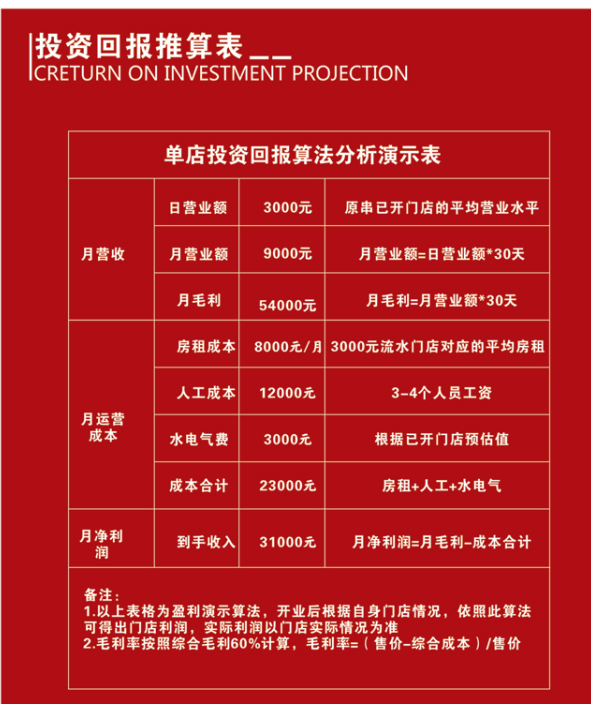 投资回报推算表__
CRETURN ON INVESTMENT PROJECTION
单店投资回报算法分析演示表
月营收
日营业额 3000元 原串已开门店的平均营业水平
月营业额 9000元 月营业额=日营业额*30天
月毛利 54000元 月毛利=月营业额*30天
月运营
成本
房租成本 8000元/月 3000元流水门店对应的平均房租
人工成本 12000元 3-4个人员工资
水电气费 3000元 根据已开门店预估值
成本合计 23000元 房租+人工+水电气
月净利
润
到手收入 31000元 月净利润=月毛利-成本合计
备注：
1.以上表格为盈利演示算法，开业后根据自身门店情况，依照此算法
可得出门店利润，实际利润以门店实际情况为准
2.毛利率按照综合毛利60%计算，毛利率=（售价-综合成本）/售价